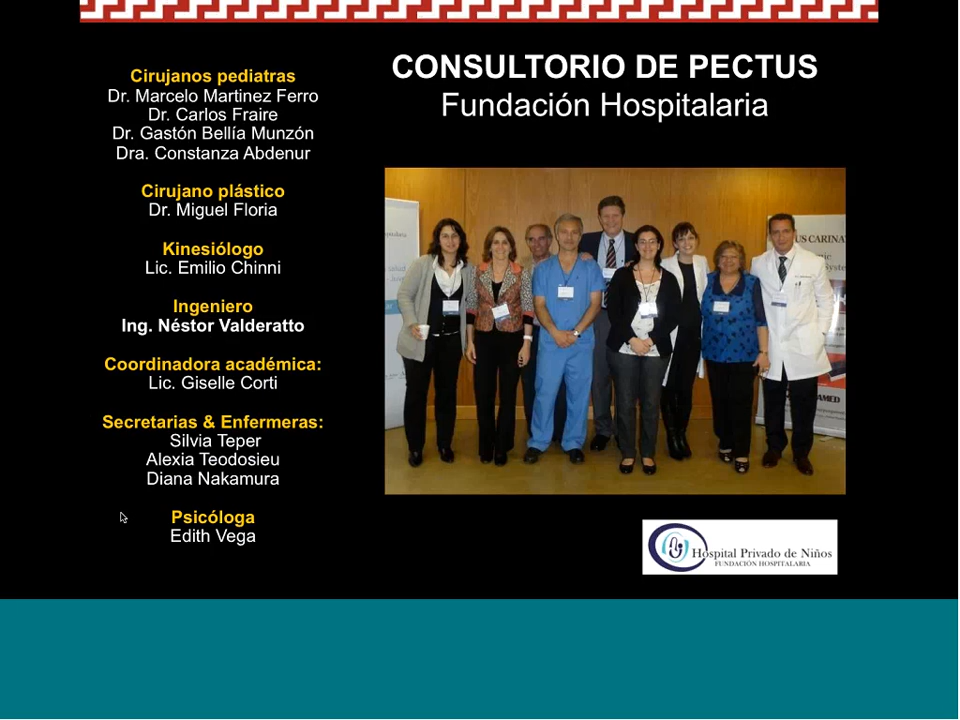 Cirujanos pediatras
Dr. Marcelo Martinez Ferro
Dr. Carlos Fraire
Dr. Gastón Bellía Munzón
Dra. Constanza Abdenur
Cirujano plástico
Dr. Miguel Floria
Kinesiólogo
Lic. Emilio Chinni
Ingeniero
Ing. Néstor Valderatto
Coordinadora académica:
Lic. Giselle Corti
Secretarias & Enfermeras:
Silvia Teper
Alexia Teodosieu
Diana Nakamura
Psicóloga
Edith Vega
CONSULTORIO DE PECTUS
Fundación Hospitalaria
US CARINA
Hospital Privado de Niños
FUNDACIÓN HOSPITALARIA